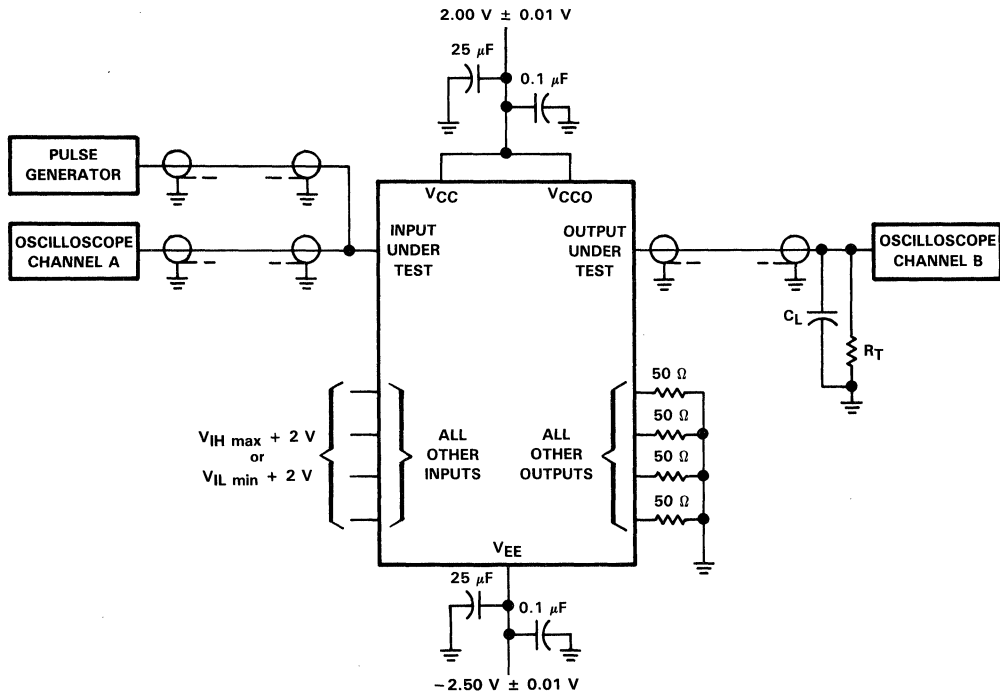 2.00 V ± 0.01 V
25 µF
0.1 µF
PULSE
GENERATOR
VCC
VCCO
OSCILLOSCOPE
CHANNEL A
INPUT
UNDER
TEST
OUTPUT
UNDER
TEST
OSCILLOSCOPE
CHANNEL B
CL
RT
50 Ω
50 Ω
50 Ω
50 Ω
VIH max + 2 V
or
VIL min + 2 V
ALL
OTHER
INPUTS
ALL
OTHER
OUTPUTS
VEE
25 µF
0.1 µF
−2.50 V ± 0.01 V